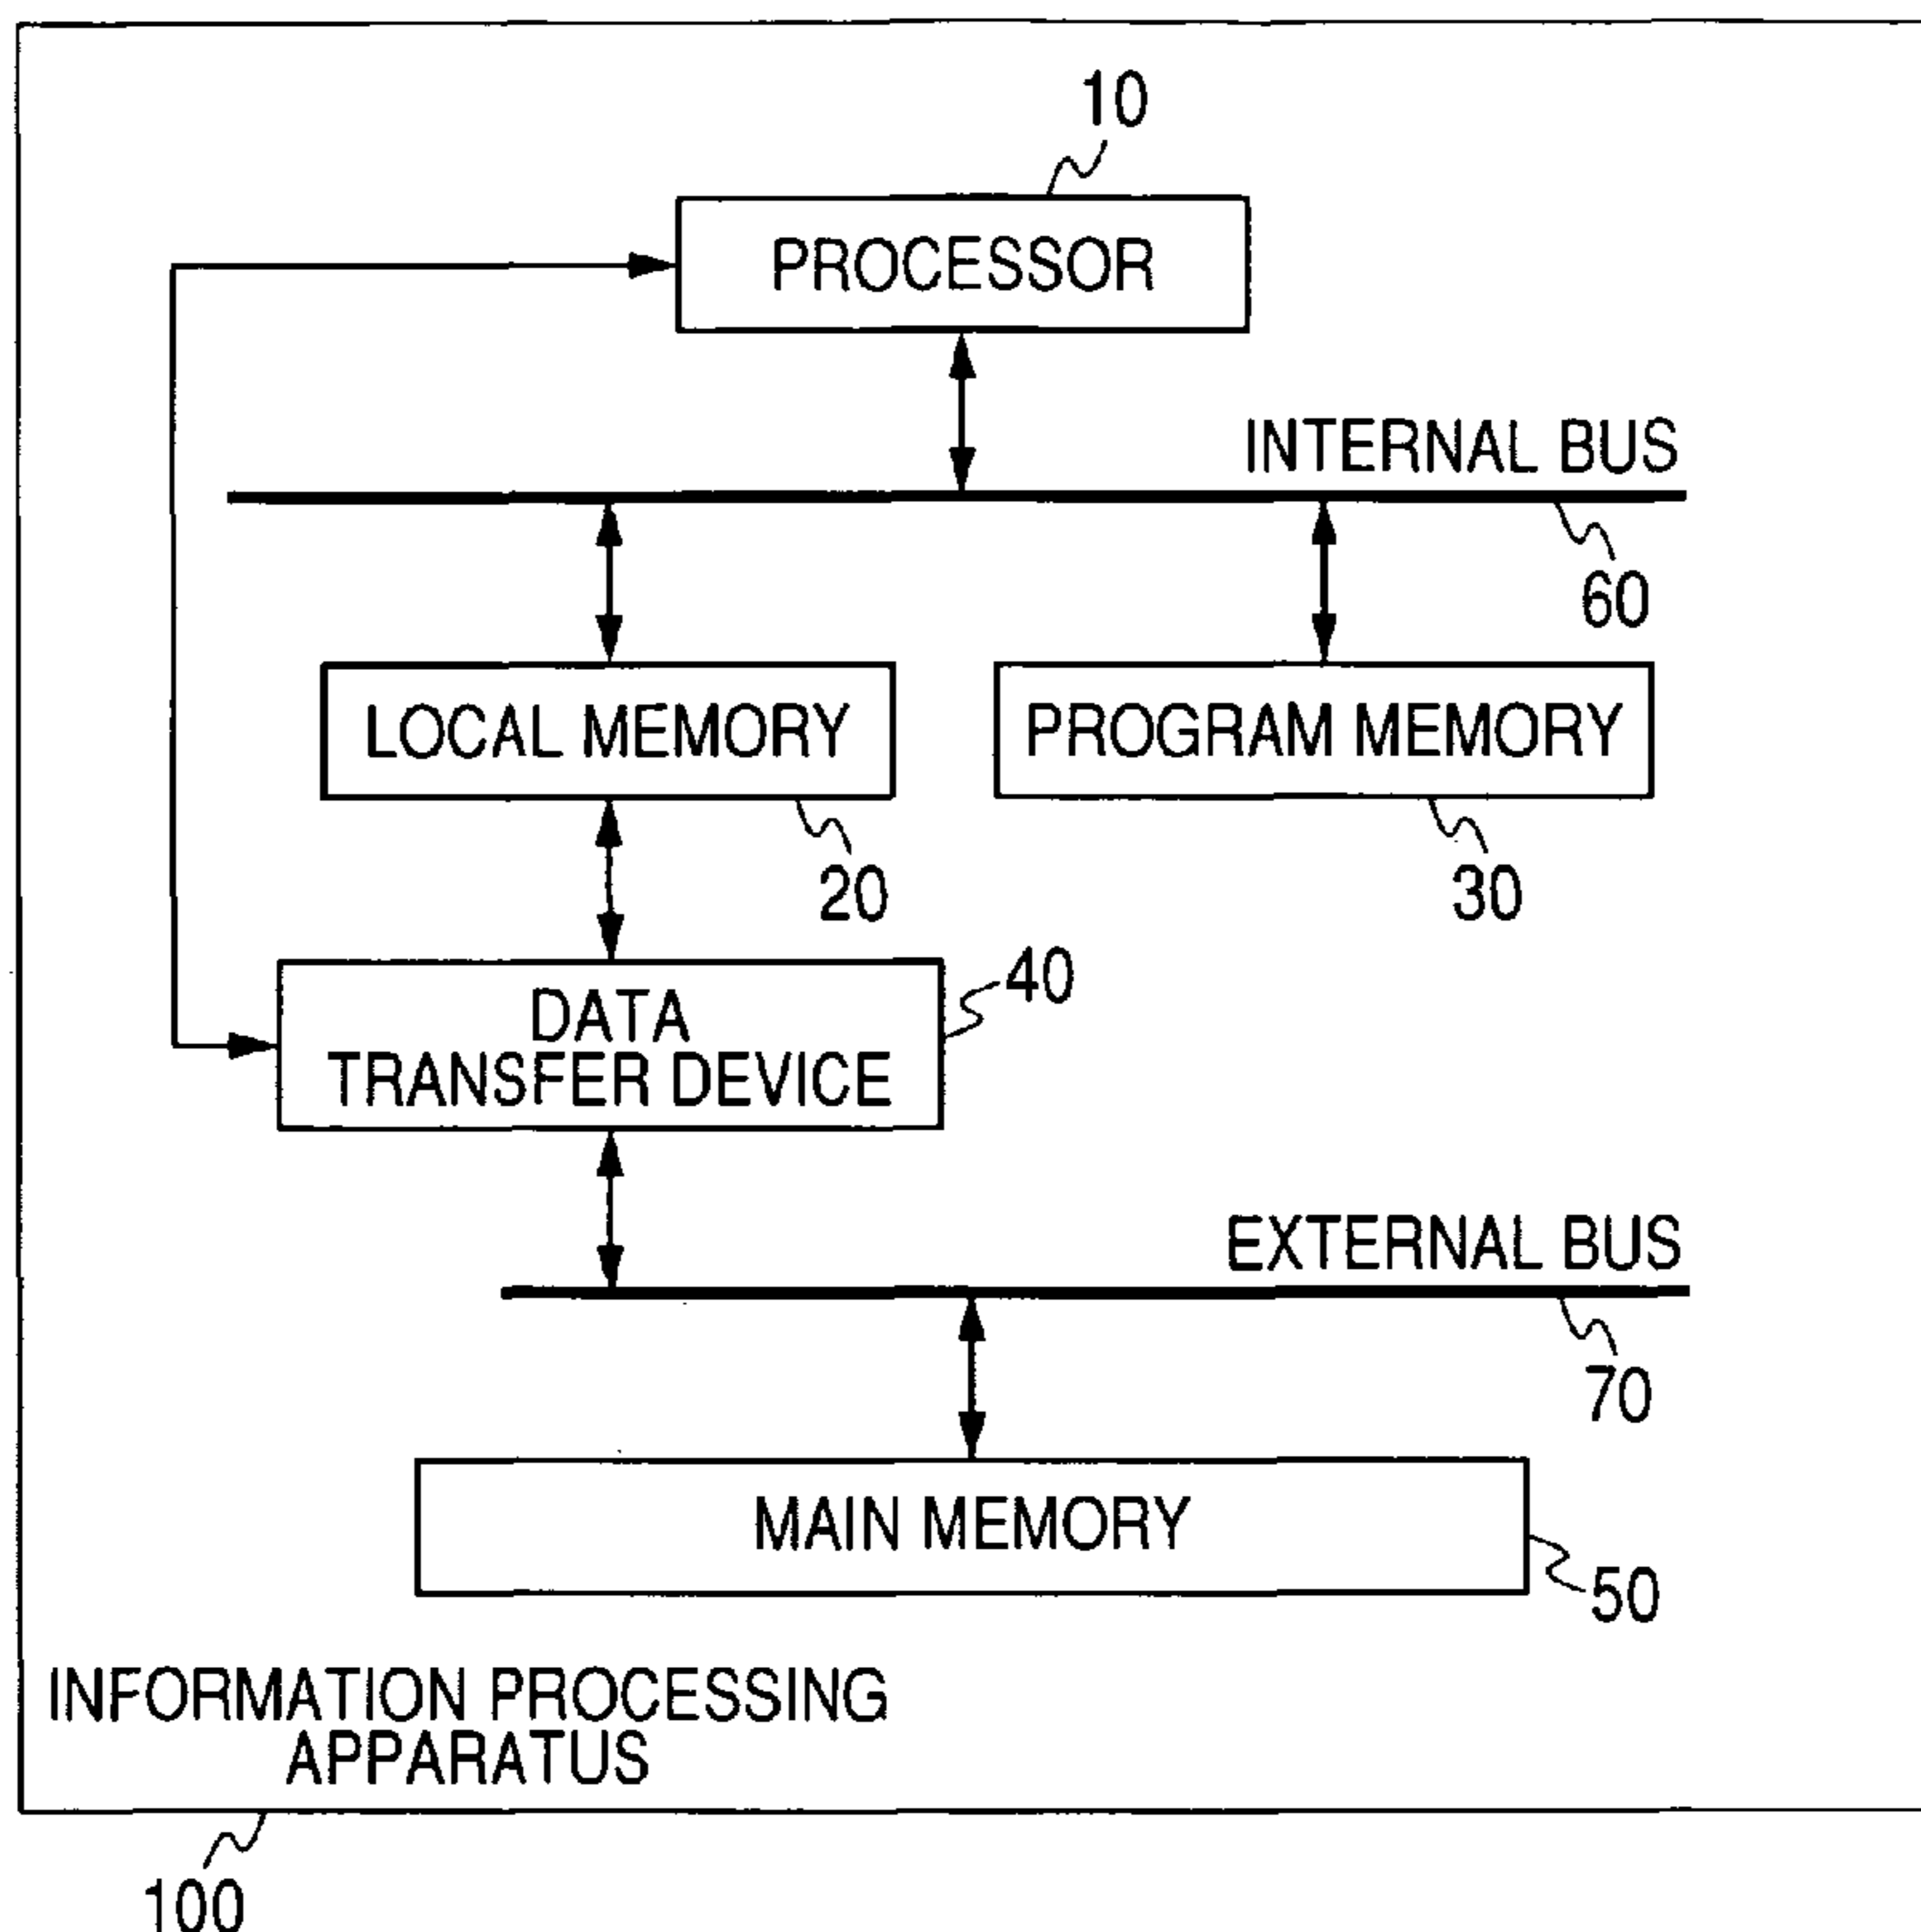 10
PROCESSOR
INTERNAL BUS
60
LOCAL MEMORY
PROGRAM MEMORY
20
30
40
DATA
TRANSFER DEVICE
EXTERNAL BUS
70
MAIN MEMORY
50
INFORMATION PROCESSING
APPARATUS
100